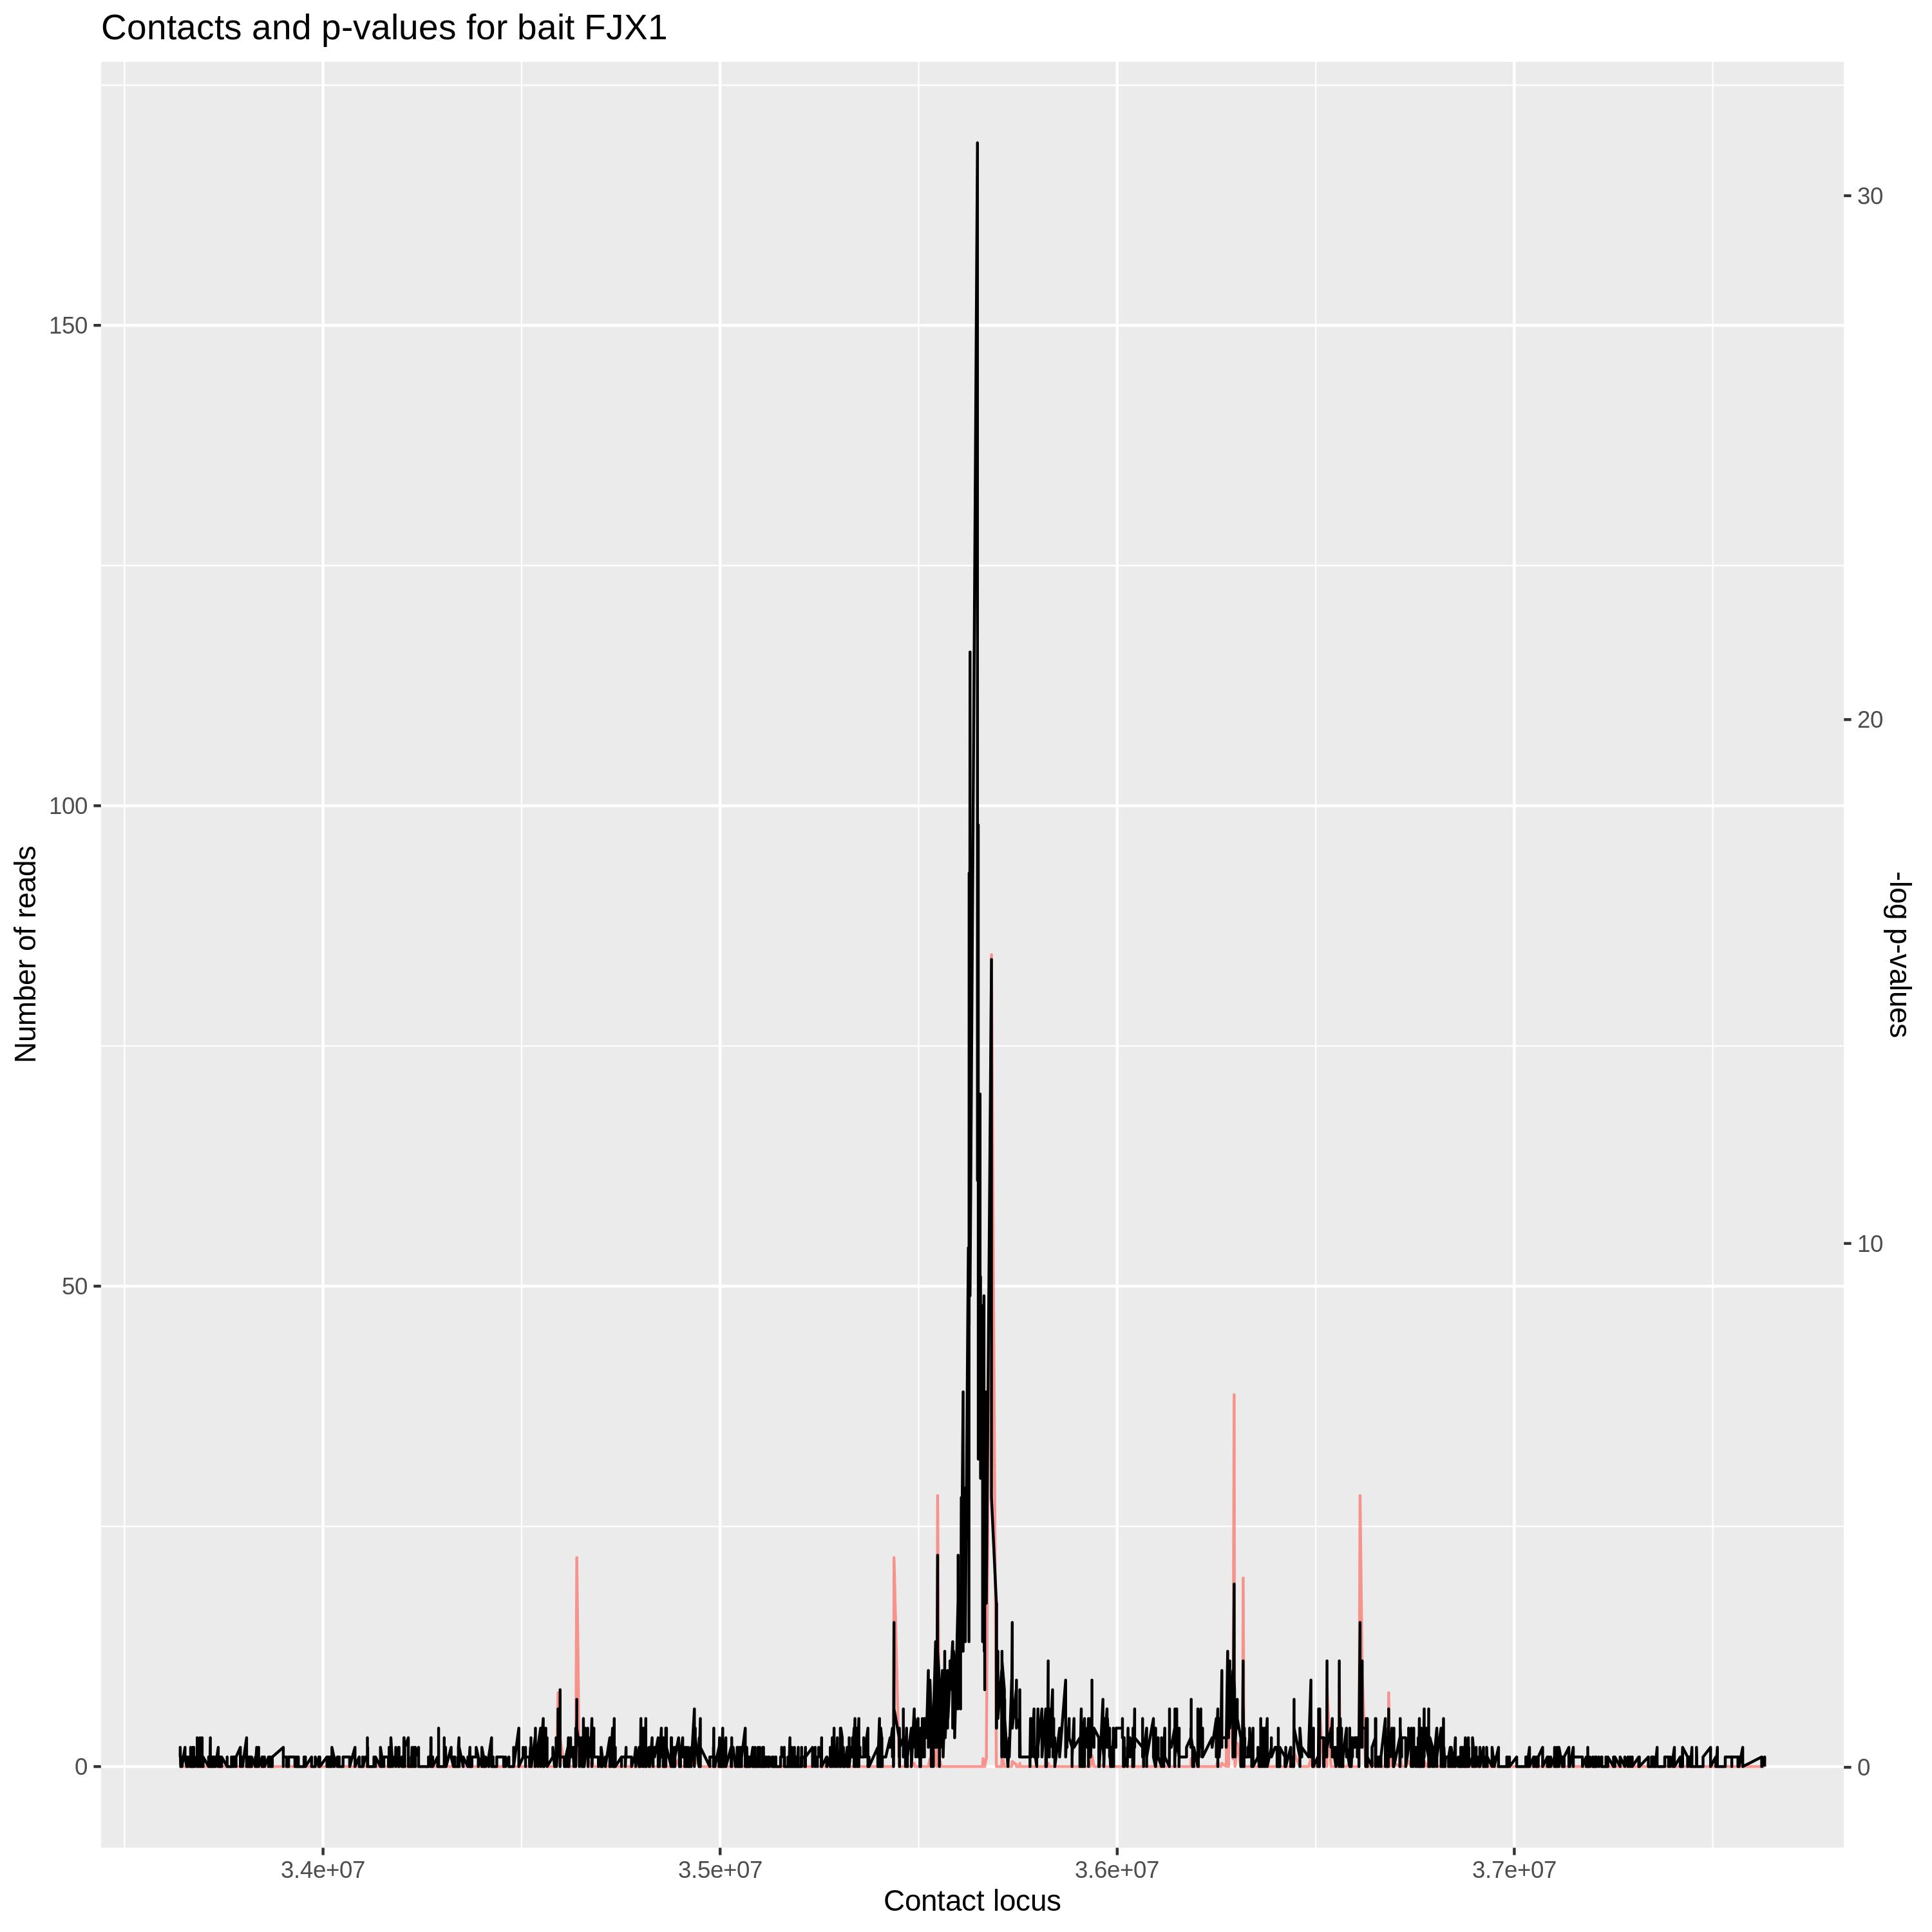 Contacts and p-values for bait FJX1
150
100
50
0
Number of reads
30
20
10
0
-log p-values
3.4e+07
3.5e+07
3.6e+07
3.7e+07
Contact locus